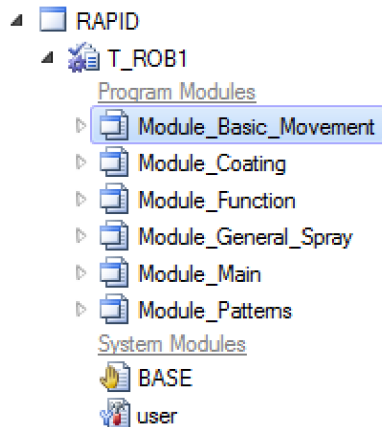 RAPID
T_ROB1
Program Modules
Module_Basic_Movement
Module_Coating
Module_Function
Module_General_Spray
Module_Main
Module_Patterns
System Modules
BASE
user